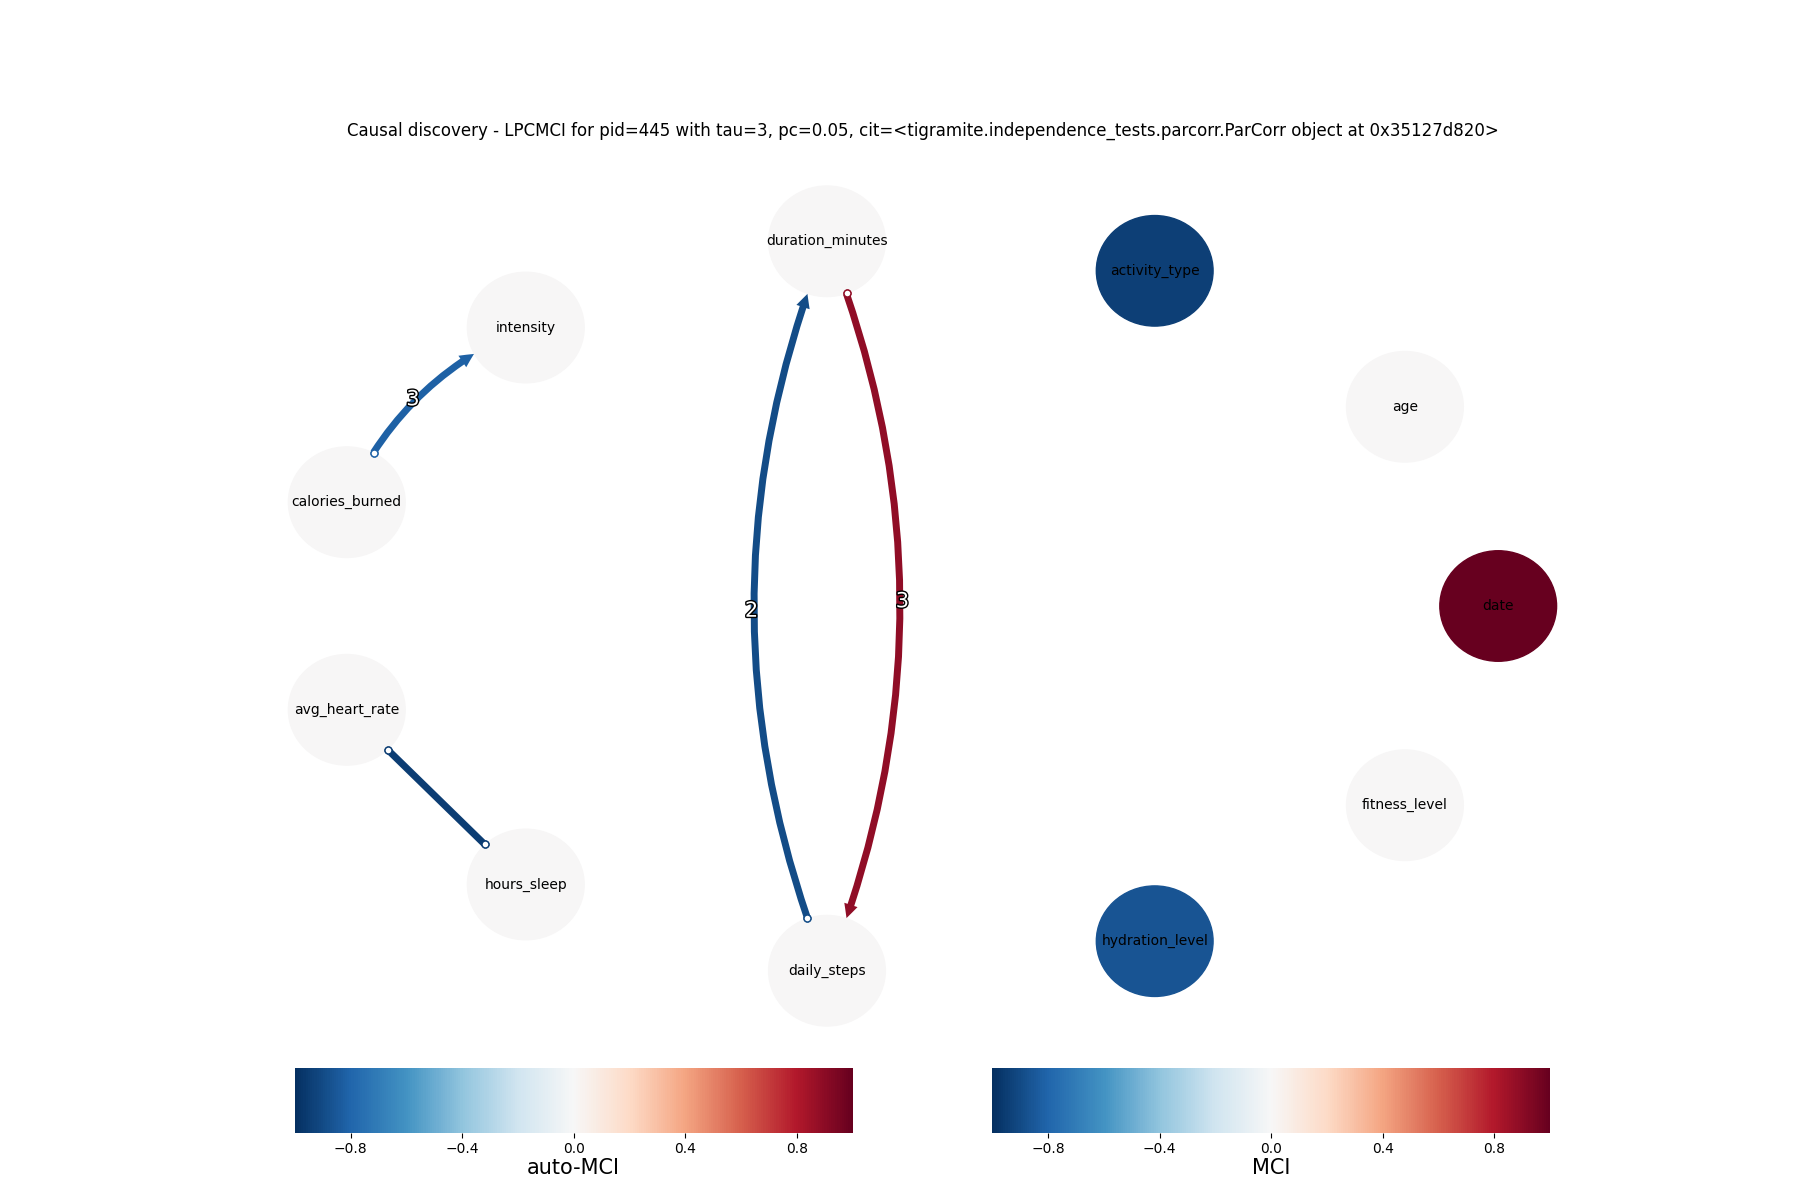 Causal discovery - LPCMCI for pid=445 with tau=3, pc=0.05, cit=<tigramite.independence_tests.parcorr.ParCorr object at 0x35127d820>
duration_minutes
activity_type
intensity
3
age
calories_burned
2
3
date
avg_heart_rate
fitness_level
hours_sleep
hydration_level
daily_steps
−0.8 −0.4 0.0 0.4 0.8
auto-MCI
−0.8 −0.4 0.0 0.4 0.8
MCI